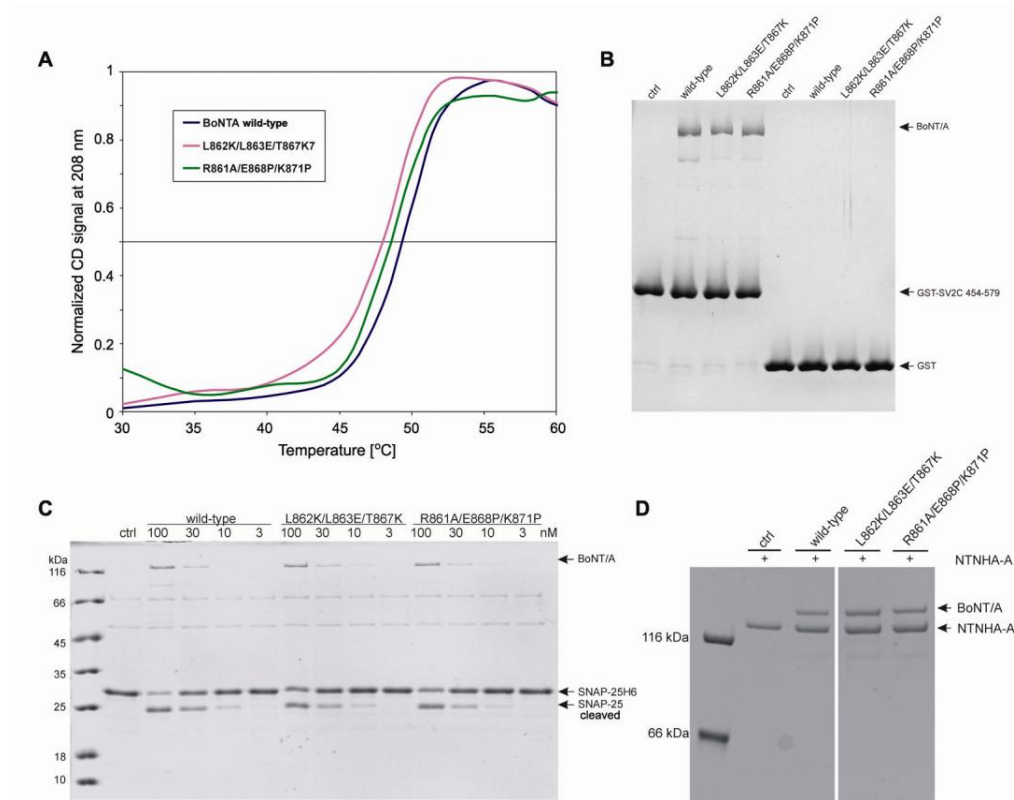 A
1
0.8
0.6
0.4
0.2
0
30
35
40
45
50
55
60
Normalized CD signal at 208 nm
Temperature [°C]
BoNTA wild-type
L862K/L863E/T867K7
R861A/E868P/K871P
B
ctrl
wild-type
L862K/L863E/T867K
R861A/E868P/K871P
ctrl
wild-type
L862K/L863E/T867K
R861A/E868P/K871P
BoNT/A
GST-SV2C 454-579
GST
C
wild-type L862K/L863E/T867K R861A/E868P/K871P
ctrl 100 30 10 3 100 30 10 3 100 30 10 3 nM
kDa
116
66
45
35
25
18
10
BoNT/A
SNAP-25H6
SNAP-25
cleaved
D
ctrl
wild-type
L862K/L863E/T867K
R861A/E868P/K871P
+ + + + NTNHA-A
BoNT/A
NTNHA-A
116 kDa
66 kDa